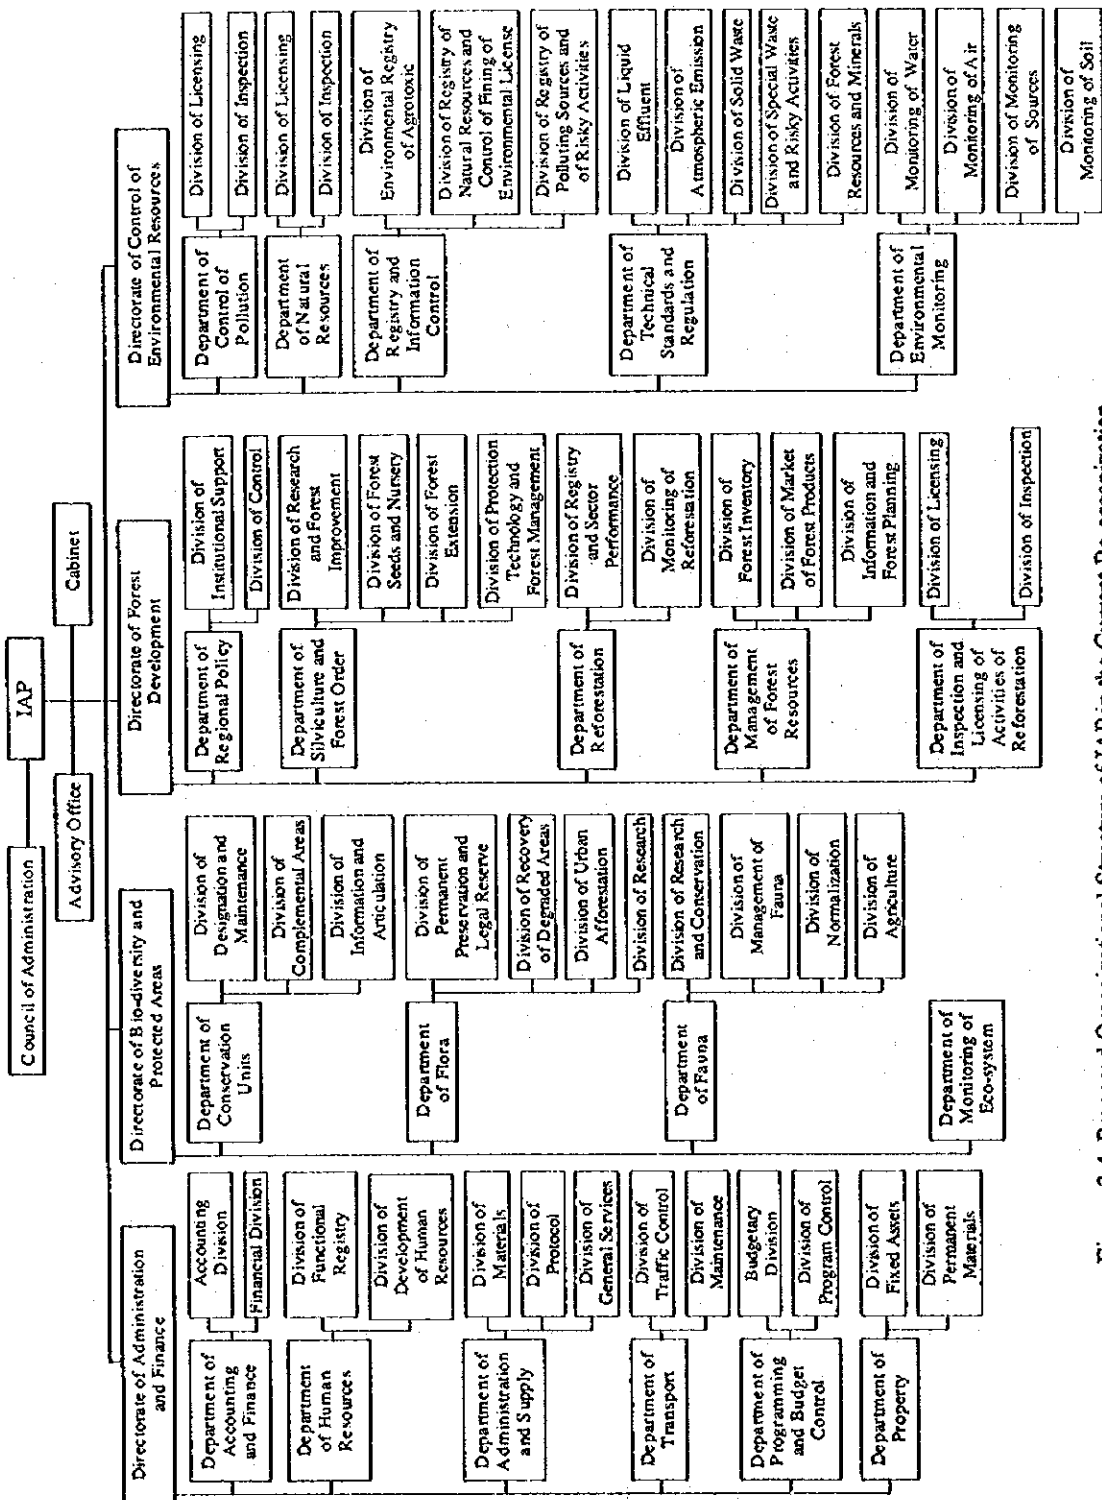 IAP
Council of Administration
Advisory Office
Cabinet
Directorate of Administration
and Finance
Department of
Accounting
and Finance
Accounting
Division
Financial Division
Department
of Human
Resources
Division of
Functional
Registry
Division of
Development
of Human
Resources
Department of
Administration
and Supply
Division of
Materials
Division of
Protocol
Division of
General Services
Department of
Transport
Division of
Traffic Control
Division of
Maintenance
Department of
Programming
and Budget
Control
Budgetary
Division
Division of
Program Control
Department of
Property
Division of
Fixed Assets
Division of
Permanent
Materials
Directorate of Bio-diversity and
Protected Areas
Department of
Conservation
Units
Division of
Designation and
Maintenance
Division of
Complemental Areas
Division of
Information and
Articulation
Department
of Flora
Division of
Permanent
Preservation and
Legal Reserve
Division of Recovery
of Degraded Areas
Division of Urban
Afforestation
Division of Research
Department
of Fauna
Division of Research
and Conservation
Division of
Management of
Fauna
Division of
Normalization
Division of
Agriculture
Department of
Monitoring of
Eco-system
Directorate of Forest
Development
Department of
Regional Policy
Division of
Institutional Support
Division of Control
Department of
Silviculture and
Forest Order
Division of Research
and Forest
Improvement
Division of Forest
Seeds and Nursery
Division of Forest
Extension
Division of Protection
Technology and
Forest Management
Department of
Reforestation
Division of Registry
and Sector
Performance
Division of
Monitoring of
Reforestation
Department
Management
of Forest
Resources
Division of
Forest Inventory
Division of Market
of Forest Products
Division of
Information and
Forest Planning
Department of
Inspection and
Licensing of
Activities of
Reforestation
Division of Licensing
Division of Inspection
Directorate of Control of
Environmental Resources
Department of
Control of
Pollution
Division of Licensing
Division of Inspection
Department
of Natural
Resources
Division of Licensing
Division of Inspection
Department of
Registry and
Information
Control
Division of
Environmental Registry
of Agrotoxic
Division of Registry of
Natural Resources and
Control of Fining of
Environmental License
Division of Registry of
Polluting Sources and
of Risky Activities
Department of
Technical
Standards and
Regulation
Division of Liquid
Effluent
Division of
Atmospheric Emission
Division of Solid Waste
Division of Special Waste
and Risky Activities
Division of Forest
Resources and Minerals
Department of
Environmental
Monitoring
Division of
Monitoring of Water
Division of
Monitoring of Air
Division of Monitoring
of Sources
Division of
Monitoring of Soil
Proposed Organizational Structure of IAP in the Current Re-organization